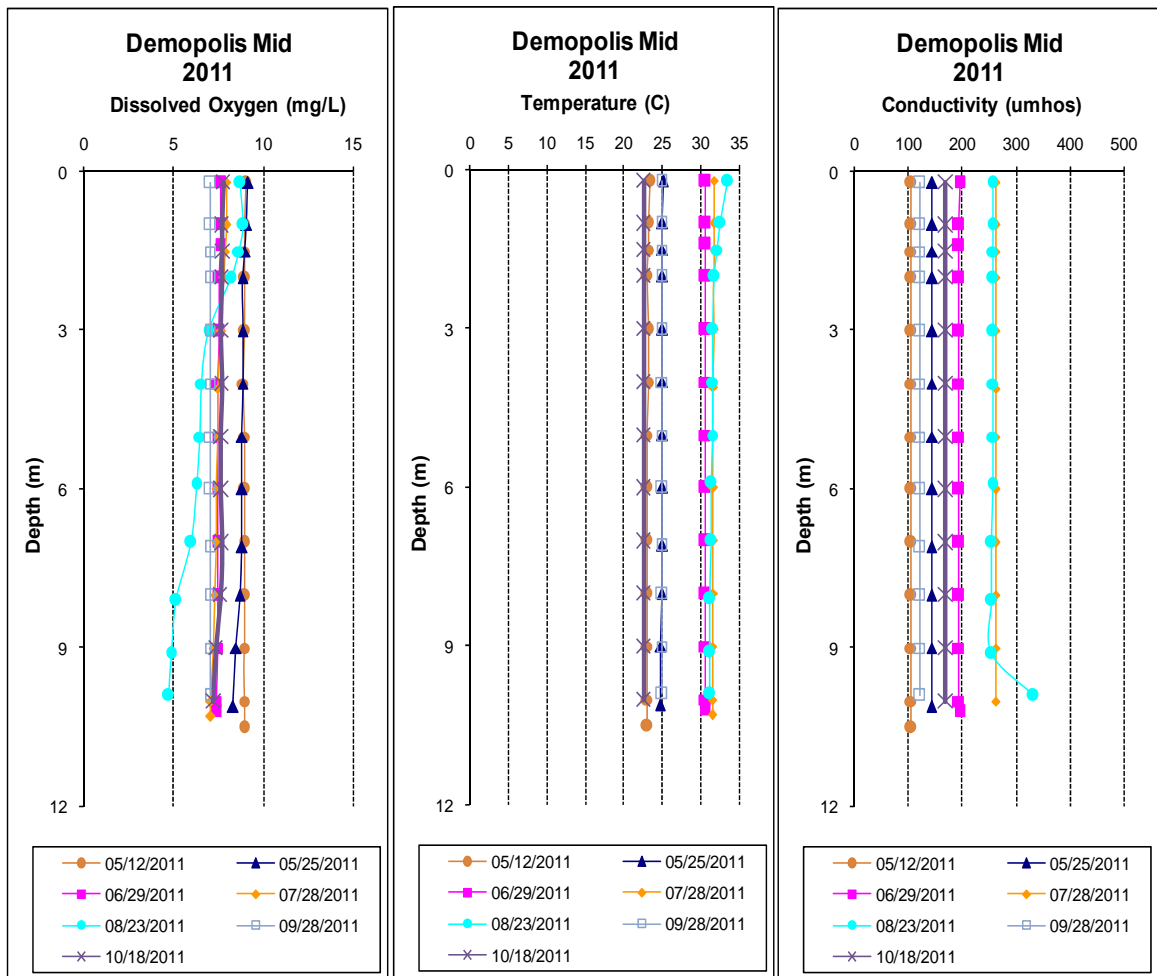 Demopolis Mid
2011
Dissolved Oxygen (mg/L)
0 5 10 15
0
3
6
9
12
Depth (m)
05/12/2011 05/25/2011
06/29/2011 07/28/2011
08/23/2011 09/28/2011
10/18/2011
Demopolis Mid
2011
Temperature (C)
0 5 10 15 20 25 30 35
0
3
6
9
12
Depth (m)
05/12/2011 05/25/2011
06/29/2011 07/28/2011
08/23/2011 09/28/2011
10/18/2011
Demopolis Mid
2011
Conductivity (umhos)
0 100 200 300 400 500
0
3
6
9
12
Depth (m)
05/12/2011 05/25/2011
06/29/2011 07/28/2011
08/23/2011 09/28/2011
10/18/2011